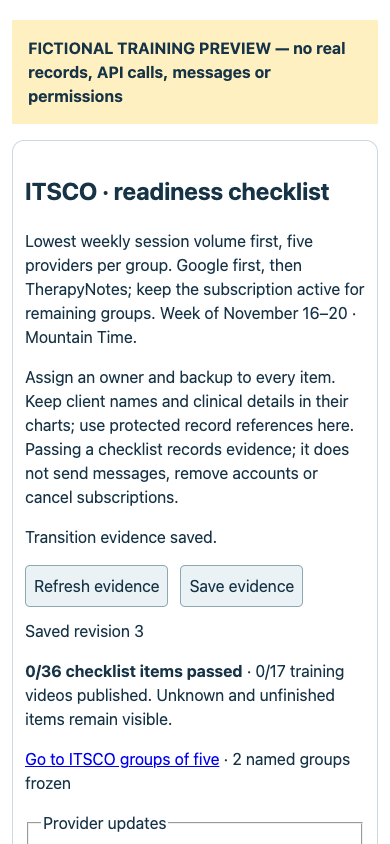 FICTIONAL TRAINING PREVIEW — no real
records, API calls, messages or
permissions
ITSCO · readiness checklist
Lowest weekly session volume first, five
providers per group. Google first, then
TherapyNotes; keep the subscription active for
remaining groups. Week of November 16–20 ·
Mountain Time.
Assign an owner and backup to every item.
Keep client names and clinical details in their
charts; use protected record references here.
Passing a checklist records evidence; it does
not send messages, remove accounts or
cancel subscriptions.
Transition evidence saved.
Refresh evidence Save evidence
Saved revision 3
0/36 checklist items passed · 0/17 training
videos published. Unknown and unfinished
items remain visible.
Go to ITSCO groups of five · 2 named groups
frozen
Provider updates